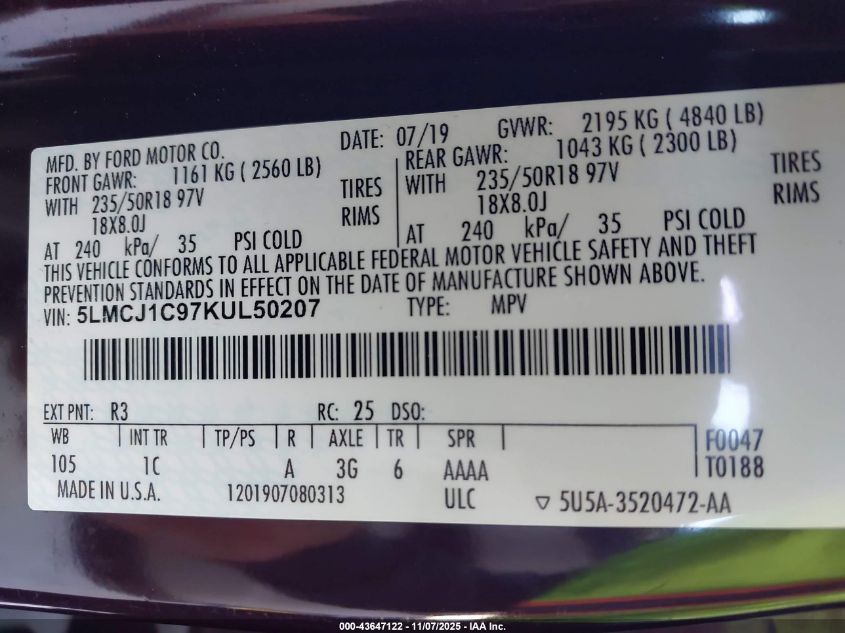 MFD. BY FORD MOTOR CO. DATE: 07/19 GVWR: 2195 KG ( 4840 LB)
FRONT GAWR: 1161 KG ( 2560 LB) REAR GAWR: 1043 KG ( 2300 LB)
WITH 235/50R18 97V TIRES WITH 235/50R18 97V TIRES
18X8.0J RIMS 18X8.0J RIMS
AT 240 kPa/ 35 PSI COLD AT 240 kPa/ 35 PSI COLD
THIS VEHICLE CONFORMS TO ALL APPLICABLE FEDERAL MOTOR VEHICLE SAFETY AND THEFT
PREVENTION STANDARDS IN EFFECT ON THE DATE OF MANUFACTURE SHOWN ABOVE.
VIN: 5LMCJ1C97KUL50207 TYPE: MPV
EXT PNT: R3 RC: 25 DSO:
WB INT TR TP/PS R AXLE TR SPR F0047
105 1C A 3G 6 AAAA T0188
MADE IN U.S.A. 1201907080313 ULC ▽ 5U5A-3520472-AA
000-43647122 - 11/07/2025 - IAA Inc.